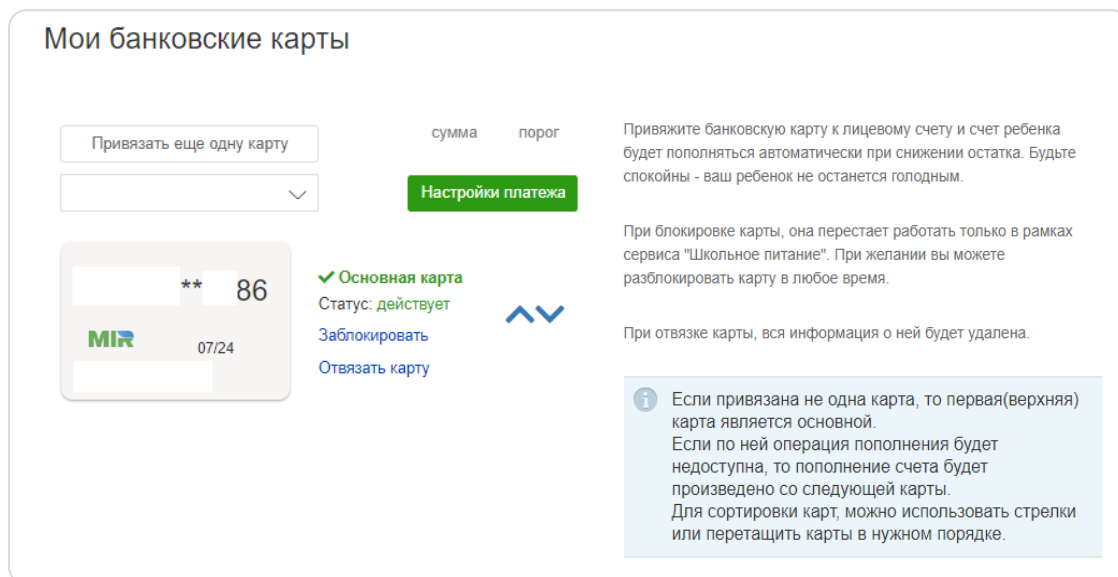 Мои банковские карты
Привязать еще одну карту
сумма порог
Настройки платежа
** 86
MIR
07/24
Основная карта
Статус: действует
Заблокировать
Отвязать карту
Привяжите банковскую карту к лицевому счету и счет ребенка
будет пополняться автоматически при снижении остатка. Будьте
спокойны - ваш ребенок не останется голодным.
При блокировке карты, она перестает работать только в рамках
сервиса "Школьное питание". При желании вы можете
разблокировать карту в любое время.
При отвязке карты, вся информация о ней будет удалена.
Если привязана не одна карта, то первая(верхняя)
карта является основной.
Если по ней операция пополнения будет
недоступна, то пополнение счета будет
произведено со следующей карты.
Для сортировки карт, можно использовать стрелки
или перетащить карты в нужном порядке.